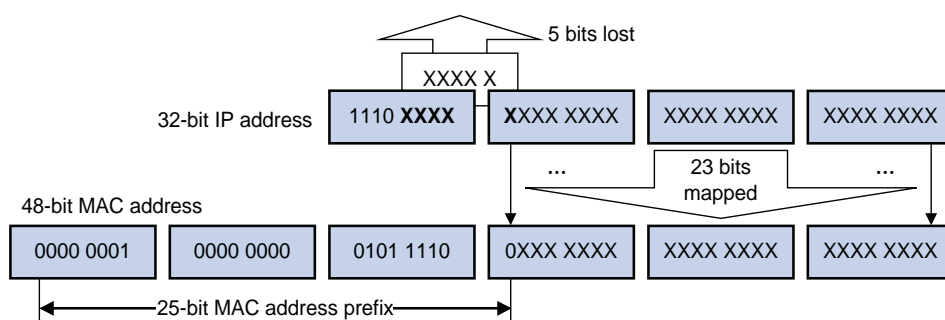 5 bits lost
XXXX X
32-bit IP address
1110 XXXX
XXXX XXXX
XXXX XXXX
XXXX XXXX
...
23 bits
mapped
...
48-bit MAC address
0000 0001
0000 0000
0101 1110
0XXX XXXX
XXXX XXXX
XXXX XXXX
25-bit MAC address prefix